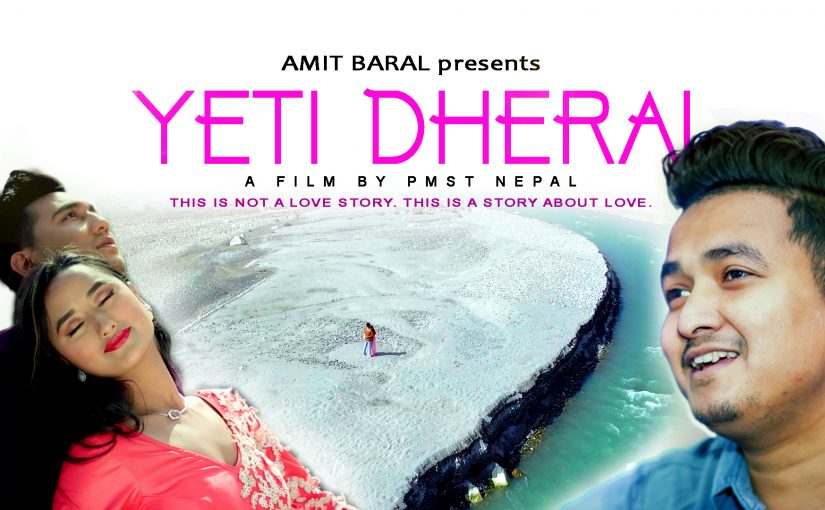 AMIT BARAL presents
YETI DHERAI
A FILM BY PMST NEPAL
THIS IS NOT A LOVE STORY. THIS IS A STORY ABOUT LOVE.